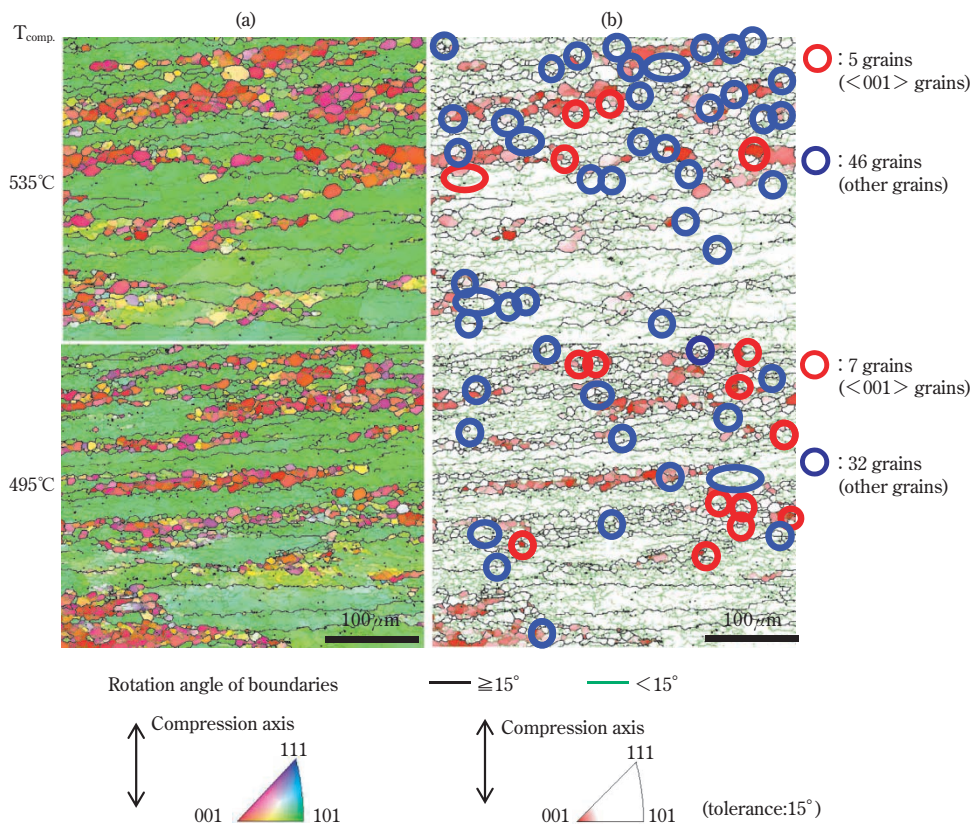 (a)
(b)
T comp.
: 5 grains
(<001> grains)
535℃
: 46 grains
(other grains)
: 7 grains
(<001> grains)
495℃
: 32 grains
(other grains)
100μm
100μm
Rotation angle of boundaries
≧15°
<15°
Compression axis
111
001
101
Compression axis
111
001
101
(tolerance:15°)